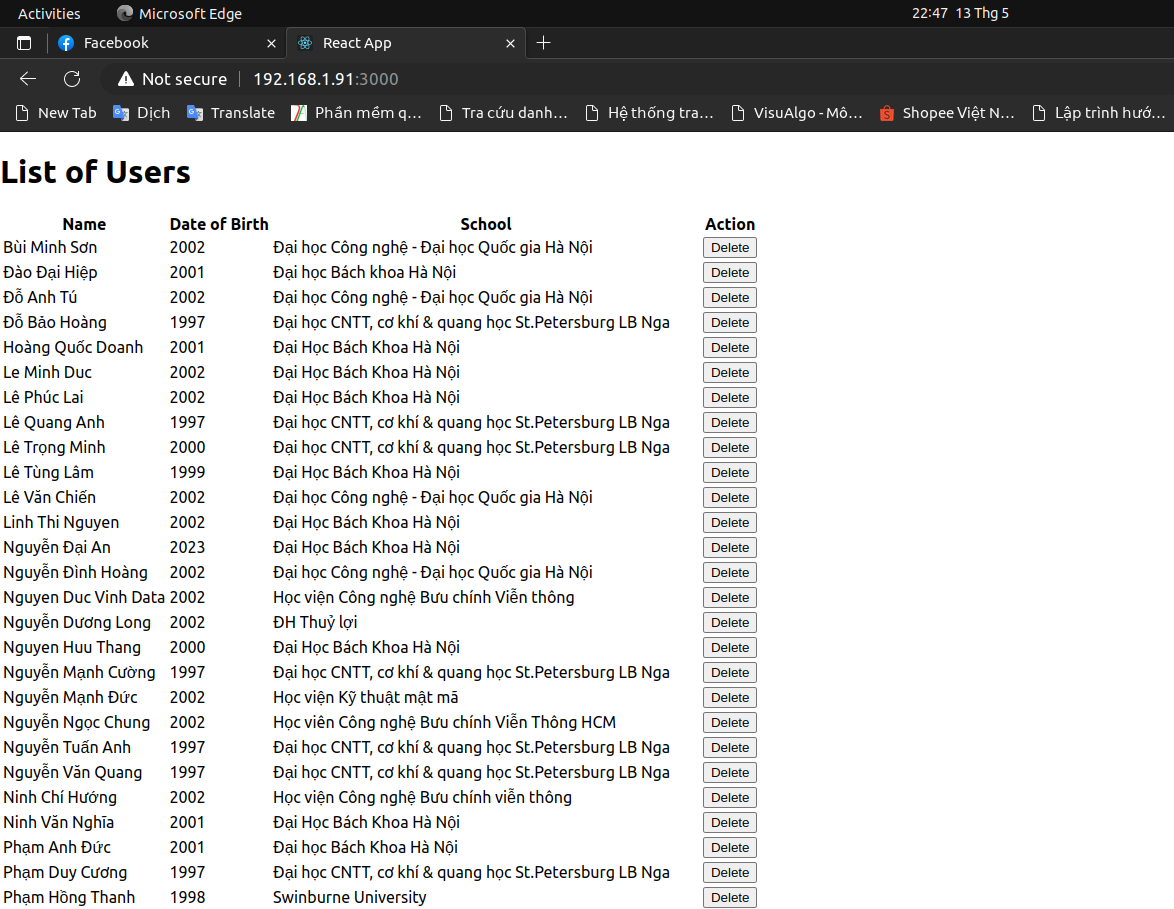 Activities Microsoft Edge 22:47 13 Thg 5
Facebook React App
Not secure 192.168.1.91:3000
New Tab Dịch Translate Phần mềm q... Tra cứu danh... Hệ thống tra... VisuAlgo - Mô... Shopee Việt N... Lập trình hướ...
List of Users
Name Date of Birth School Action
Bùi Minh Sơn 2002 Đại học Công nghệ - Đại học Quốc gia Hà Nội Delete
Đào Đại Hiệp 2001 Đại học Bách khoa Hà Nội Delete
Đỗ Anh Tú 2002 Đại học Công nghệ - Đại học Quốc gia Hà Nội Delete
Đỗ Bảo Hoàng 1997 Đại học CNTT, cơ khí & quang học St.Petersburg LB Nga Delete
Hoàng Quốc Doanh 2001 Đại Học Bách Khoa Hà Nội Delete
Le Minh Duc 2002 Đại Học Bách Khoa Hà Nội Delete
Lê Phúc Lai 2002 Đại Học Bách Khoa Hà Nội Delete
Lê Quang Anh 1997 Đại học CNTT, cơ khí & quang học St.Petersburg LB Nga Delete
Lê Trọng Minh 2000 Đại học CNTT, cơ khí & quang học St.Petersburg LB Nga Delete
Lê Tùng Lâm 1999 Đại Học Bách Khoa Hà Nội Delete
Lê Văn Chiến 2002 Đại học Công nghệ - Đại học Quốc gia Hà Nội Delete
Linh Thi Nguyen 2002 Đại Học Bách Khoa Hà Nội Delete
Nguyễn Đại An 2023 Đại Học Bách Khoa Hà Nội Delete
Nguyễn Đình Hoàng 2002 Đại học Công nghệ - Đại học Quốc gia Hà Nội Delete
Nguyen Duc Vinh Data 2002 Học viện Công nghệ Bưu chính Viễn thông Delete
Nguyễn Dương Long 2002 ĐH Thuỷ lợi Delete
Nguyen Huu Thang 2000 Đại Học Bách Khoa Hà Nội Delete
Nguyễn Mạnh Cường 1997 Đại học CNTT, cơ khí & quang học St.Petersburg LB Nga Delete
Nguyễn Mạnh Đức 2002 Học viện Kỹ thuật mật mã Delete
Nguyễn Ngọc Chung 2002 Học viên Công nghệ Bưu chính Viễn Thông HCM Delete
Nguyễn Tuấn Anh 1997 Đại học CNTT, cơ khí & quang học St.Petersburg LB Nga Delete
Nguyễn Văn Quang 1997 Đại học CNTT, cơ khí & quang học St.Petersburg LB Nga Delete
Ninh Chí Hướng 2002 Học viện Công nghệ Bưu chính viễn thông Delete
Ninh Văn Nghĩa 2001 Đại Học Bách Khoa Hà Nội Delete
Phạm Anh Đức 2001 Đại học Bách Khoa Hà Nội Delete
Phạm Duy Cương 1997 Đại học CNTT, cơ khí & quang học St.Petersburg LB Nga Delete
Phạm Hồng Thanh 1998 Swinburne University Delete